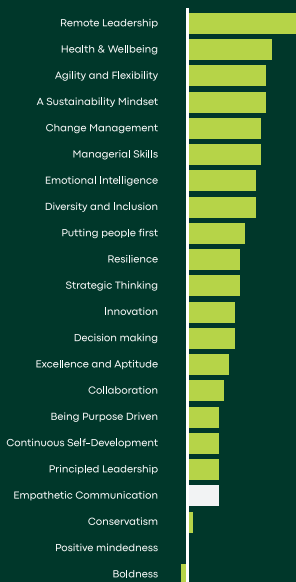 Remote Leadership
Health & Wellbeing
Agility and Flexibility
A Sustainability Mindset
Change Management
Managerial Skills
Emotional Intelligence
Diversity and Inclusion
Putting people first
Resilience
Strategic Thinking
Innovation
Decision making
Excellence and Aptitude
Collaboration
Being Purpose Driven
Continuous Self-Development
Principled Leadership
Empathetic Communication
Conservatism
Positive mindedness
Boldness